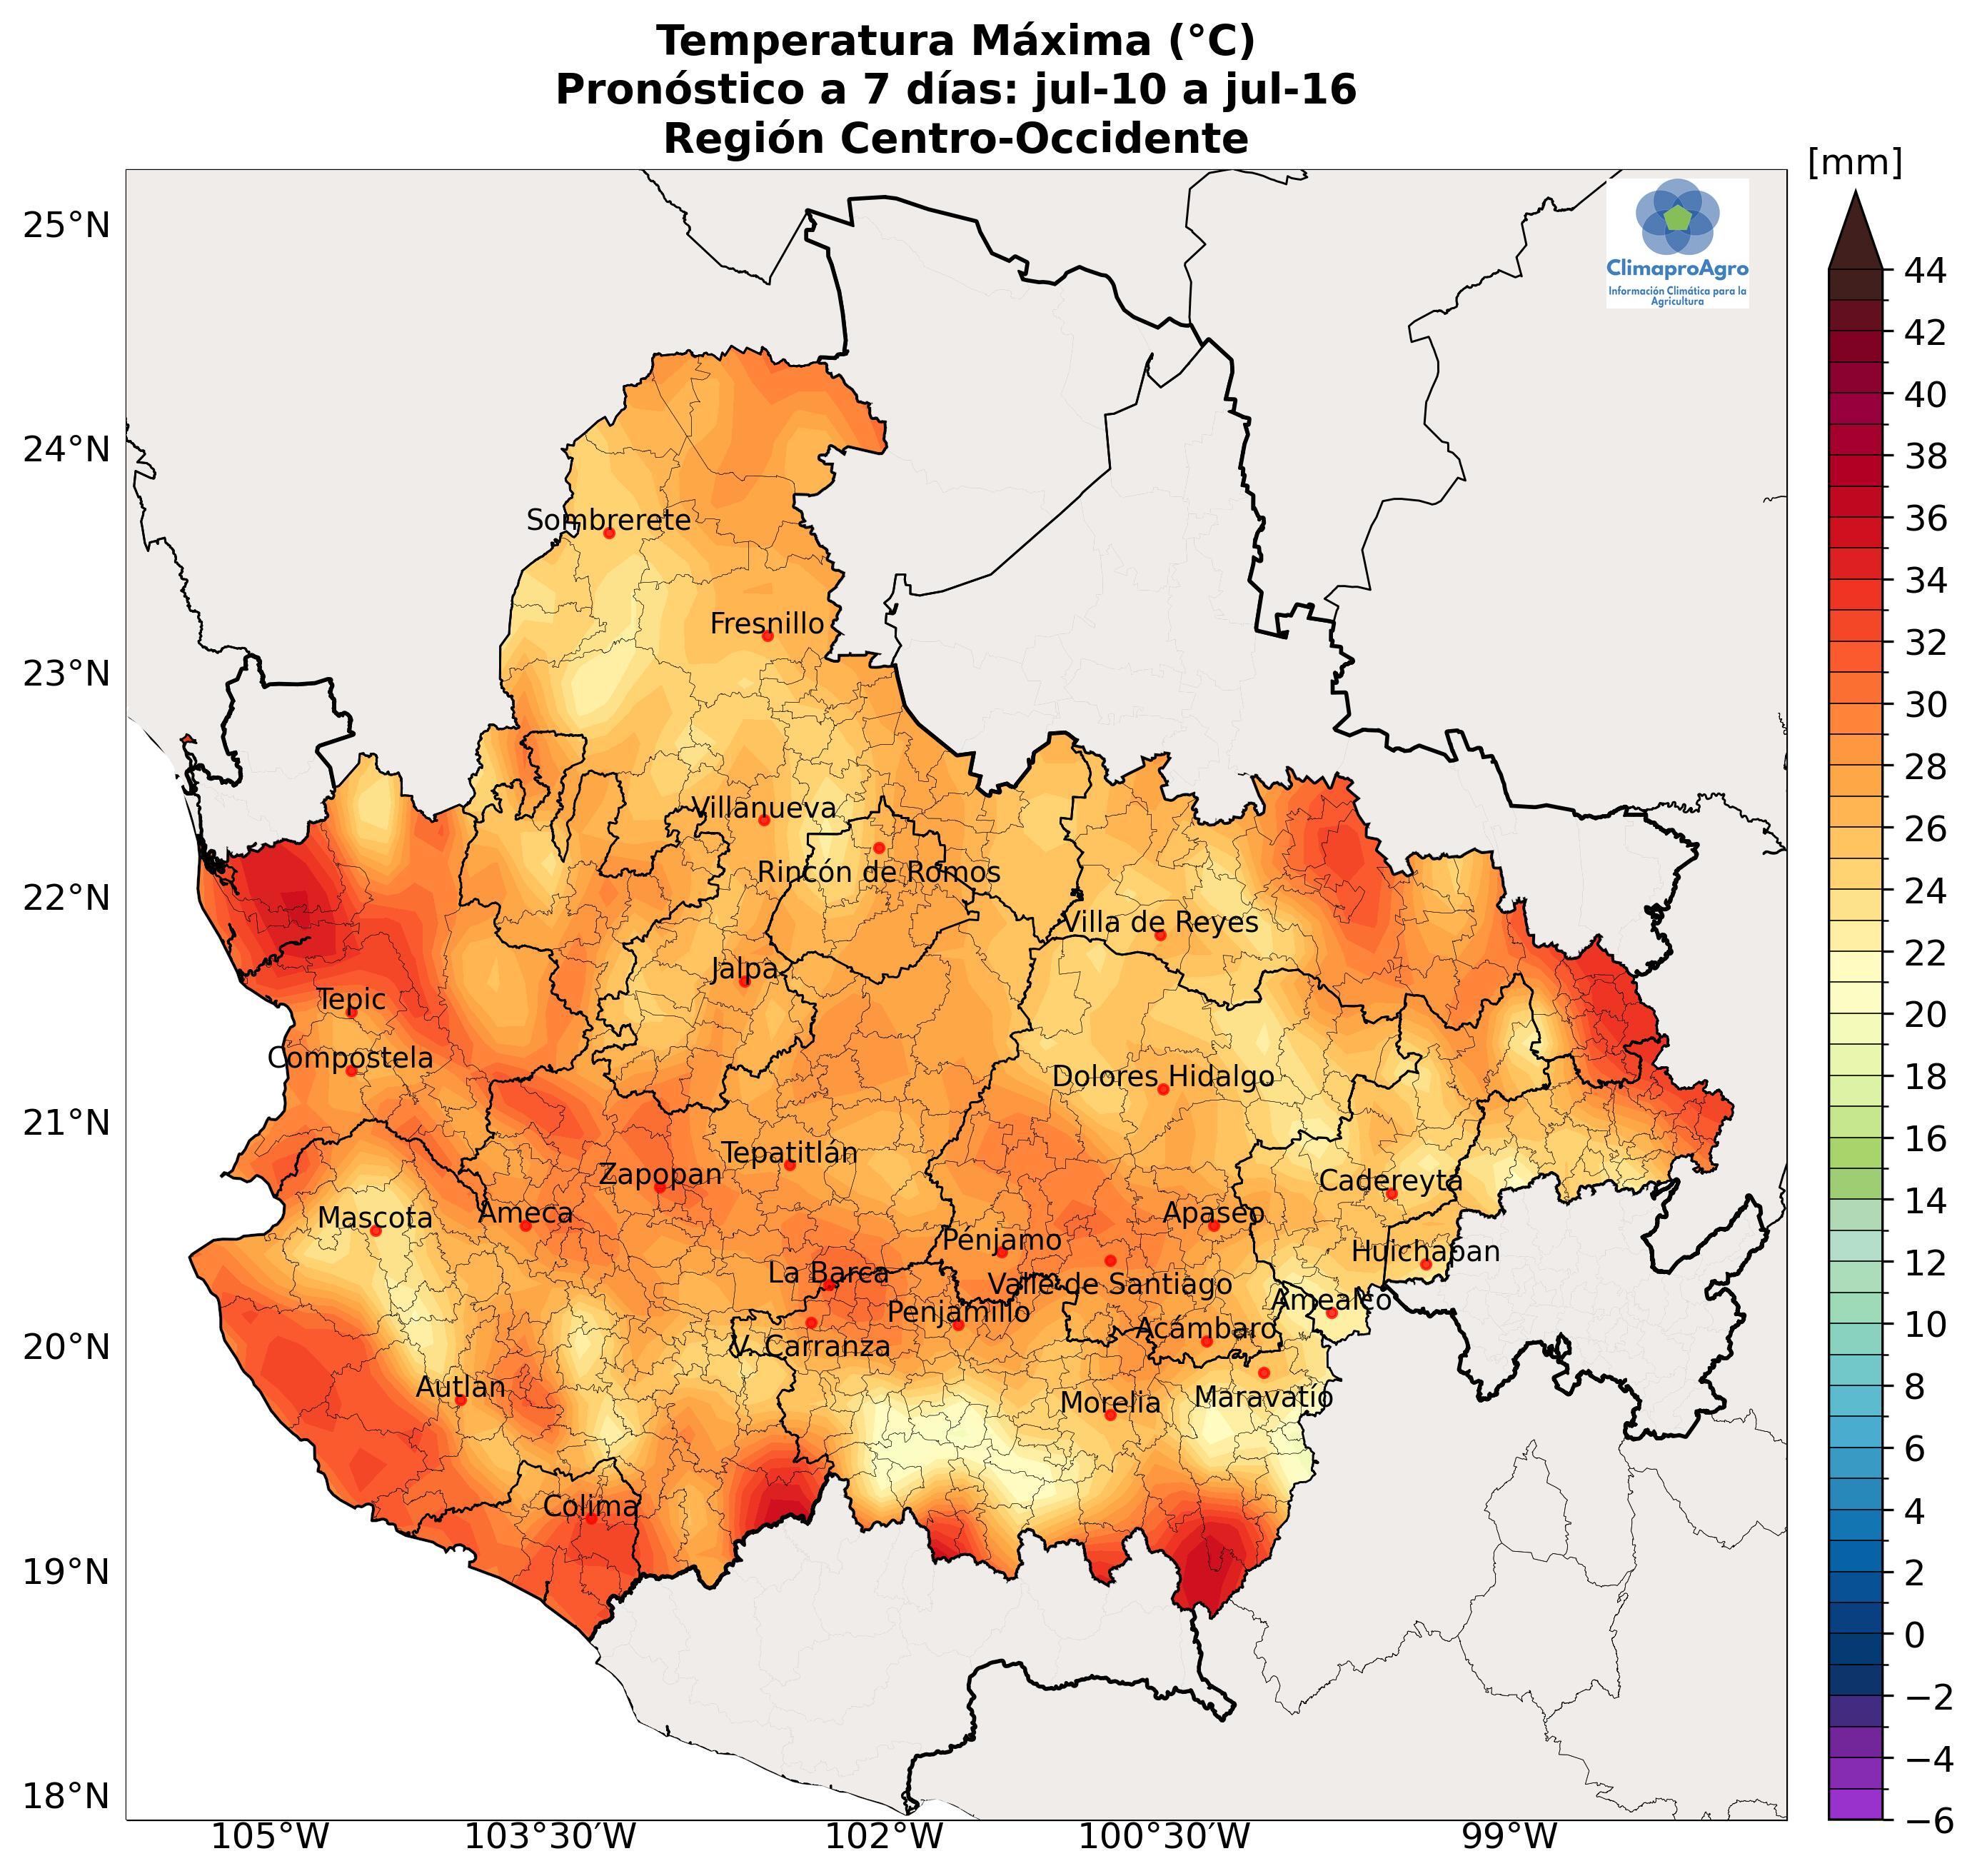 Temperatura Máxima (°C)
Pronóstico a 7 días: jul-10 a jul-16
Región Centro-Occidente
[mm]
ClimaproAgro
Información Climática para la
Agricultura
25°N
24°N
23°N
22°N
21°N
20°N
19°N
18°N
Sombrerete
Fresnillo
Villanueva
Rincón de Romos
Villa de Reyes
Jalpa
Tepic
Compostela
Dolores Hidalgo
Tepatitlán
Zapopan
Cadereyta
Mascota
Ameca
Apaseo
Pénjamo
Huichapan
La Barca
Valle de Santiago
Amealco
Penjamillo
Acámbaro
V. Carranza
Autlan
Maravatío
Morelia
Colima
105°W
103°30′W
102°W
100°30′W
99°W
44
42
40
38
36
34
32
30
28
26
24
22
20
18
16
14
12
10
8
6
4
2
0
−2
−4
−6